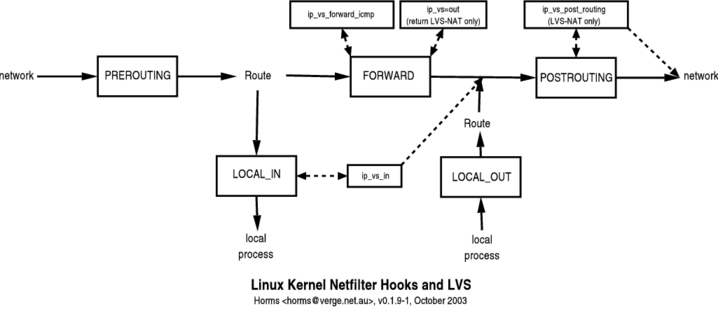 ip_vs_forward_icmp
ip_vs=out
(return LVS-NAT only)
ip_vs_post_routing
(LVS-NAT only)
network
PREROUTING
Route
FORWARD
POSTROUTING
network
Route
LOCAL_IN
ip_vs_in
LOCAL_OUT
local
process
local
process
Linux Kernel Netfilter Hooks and LVS
Horms <horms@verge.net.au>, v0.1.9-1, October 2003